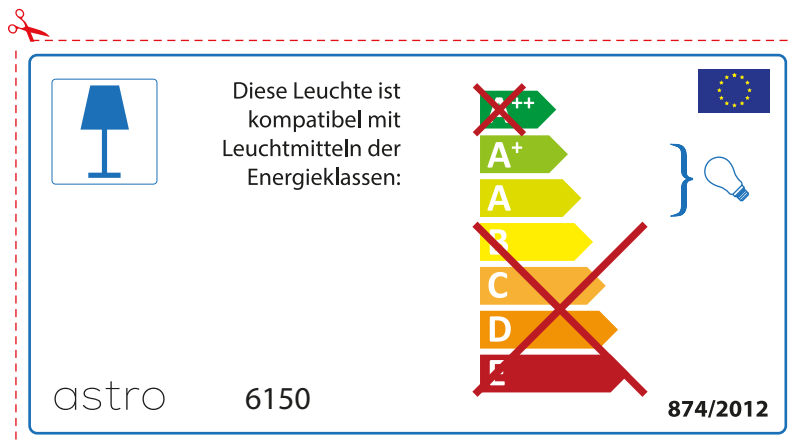 Diese Leuchte ist
kompatibel mit
Leuchtmitteln der
Energieklassen:
A++
A+
A
B
C
D
E
astro
6150
874/2012